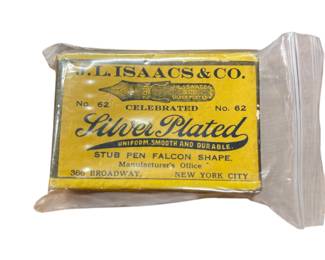 J.L. ISAACS & CO.
No. 62 CELEBRATED No. 62
Silver Plated
UNIFORM, SMOOTH AND DURABLE.
STUB PEN FALCON SHAPE.
Manufacturer's Office
366 BROADWAY, NEW YORK CITY